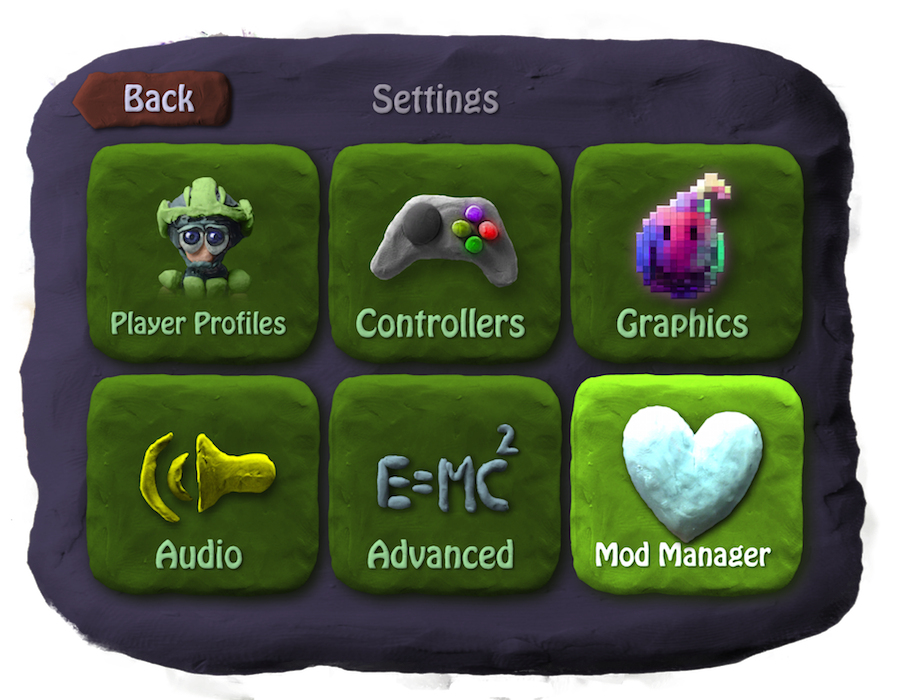 Back
Settings
Player Profiles
Controllers
Graphics
Audio
E=MC²
Advanced
Mod Manager